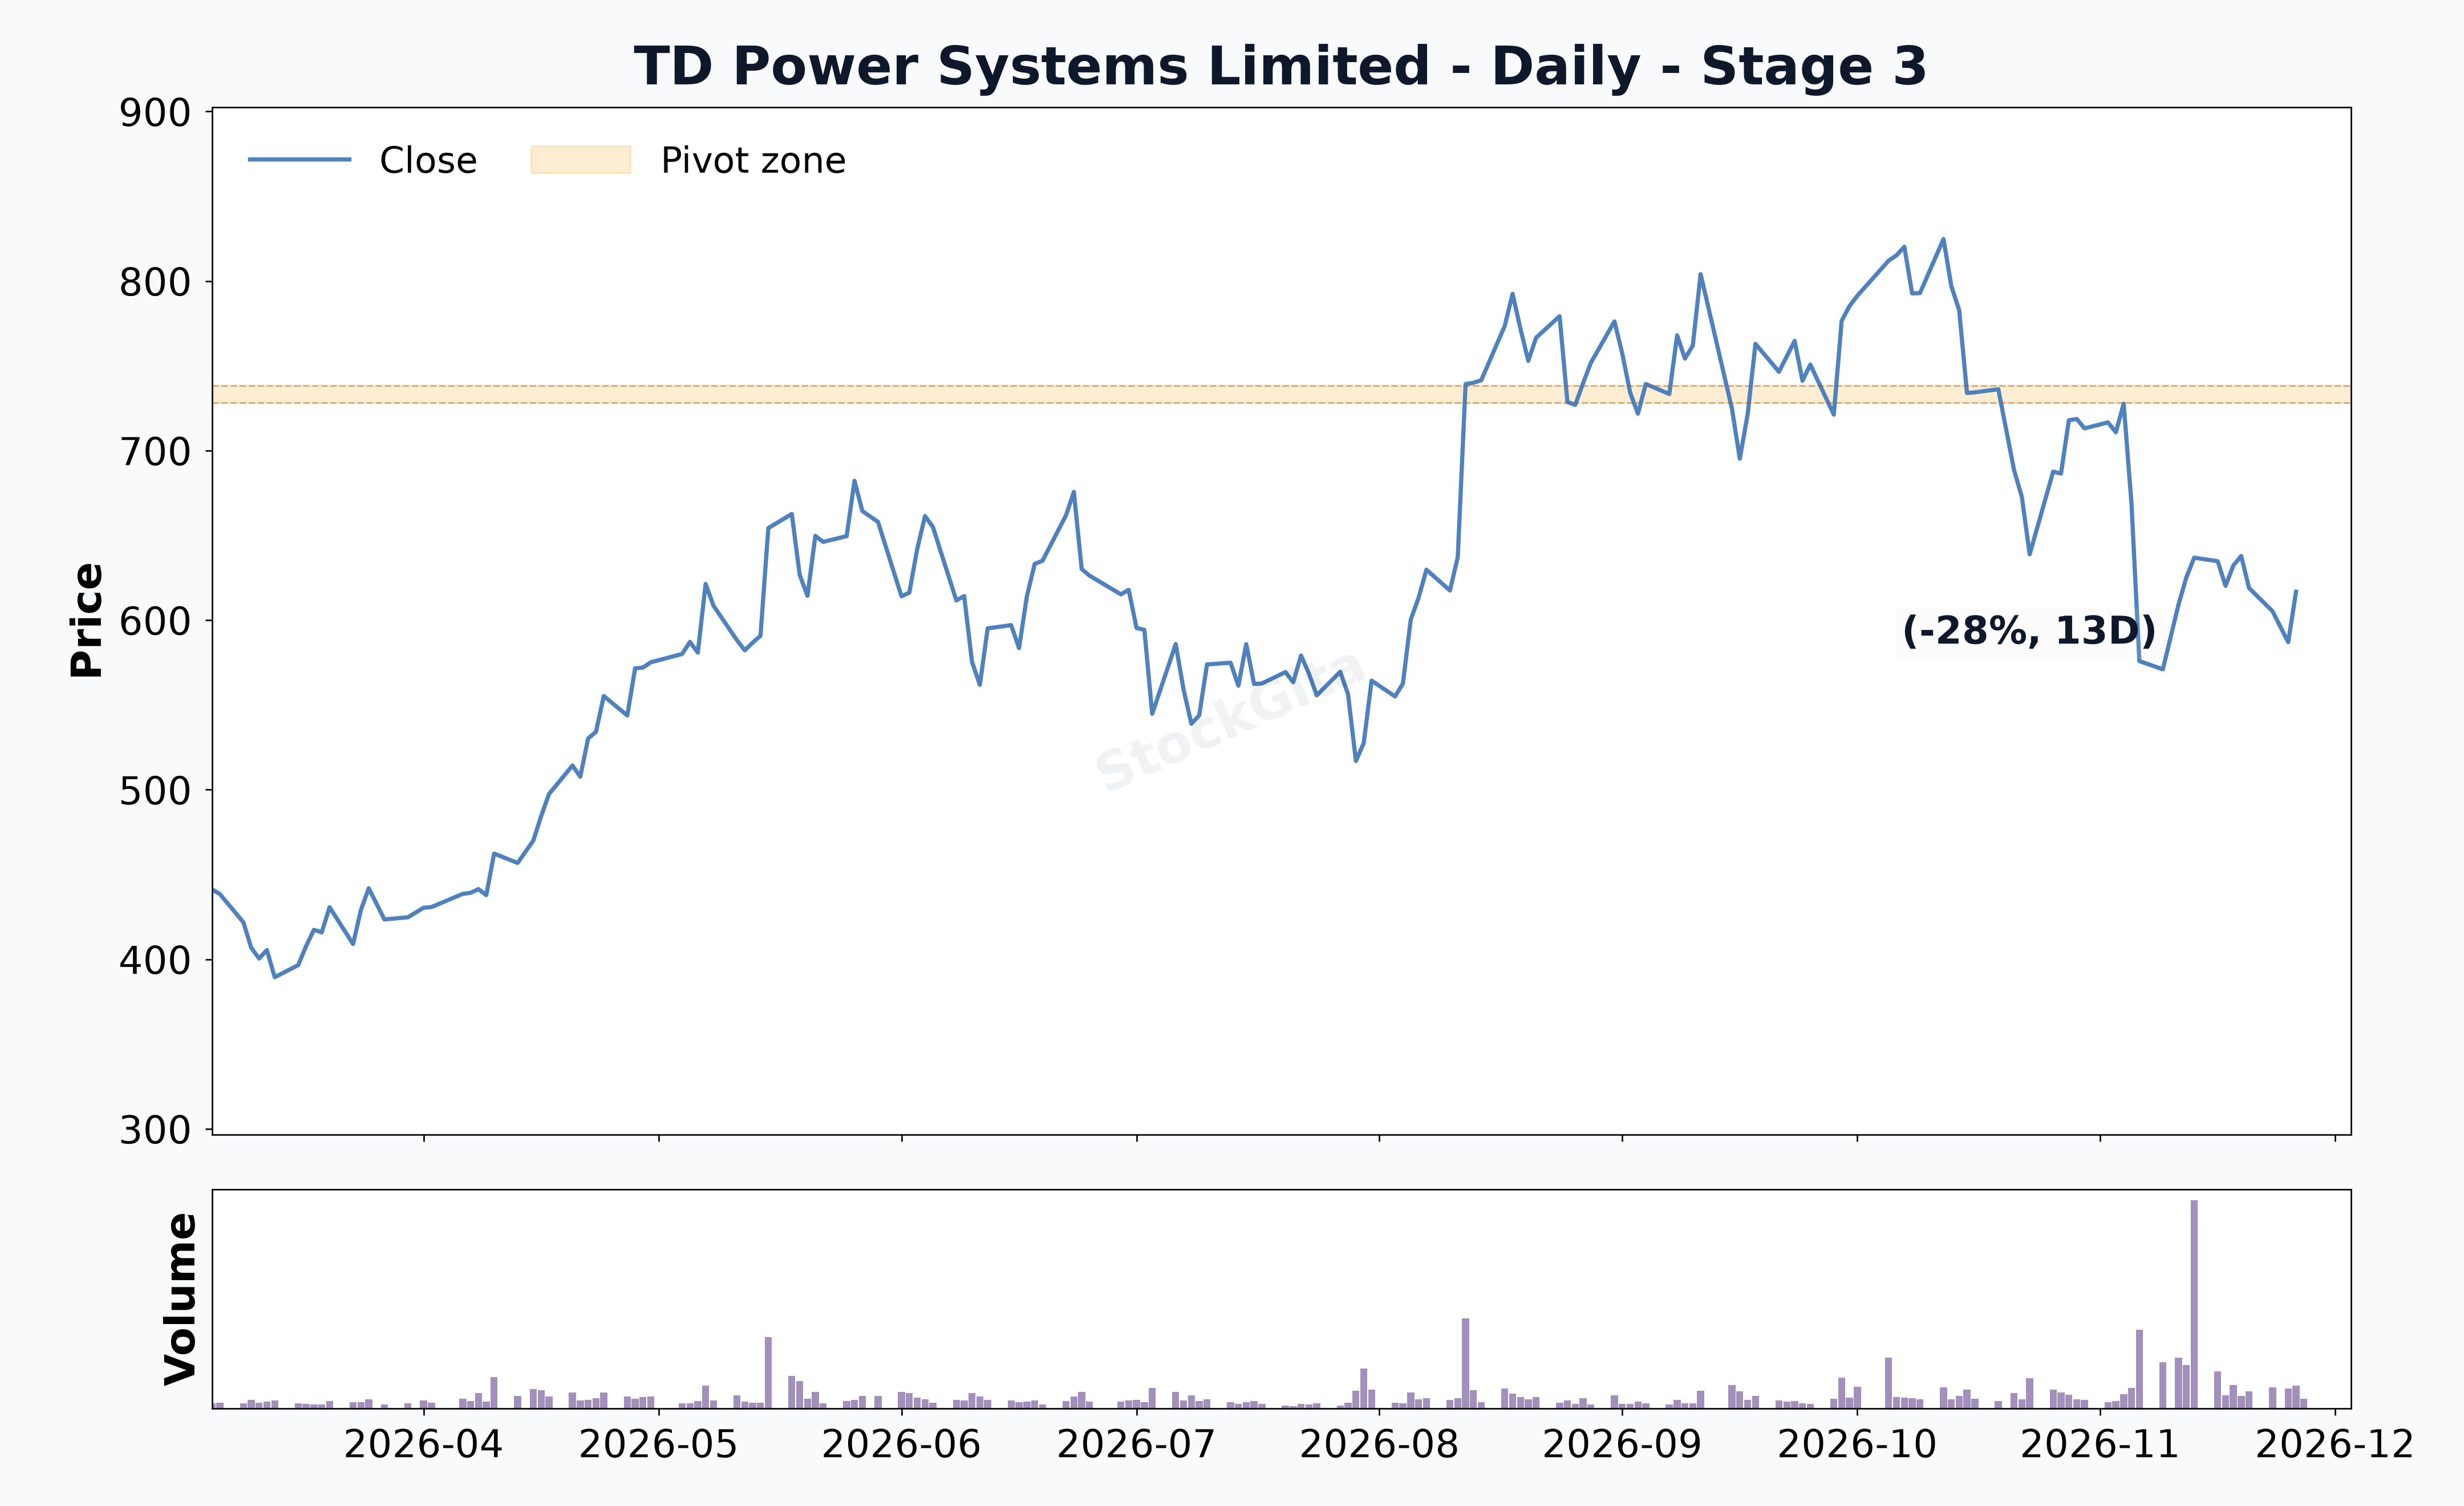 TD Power Systems Limited - Daily - Stage 3
Close
Pivot zone
900
800
700
600
500
400
300
Price
(-28%, 13D)
StockGita
Volume
2026-04
2026-05
2026-06
2026-07
2026-08
2026-09
2026-10
2026-11
2026-12